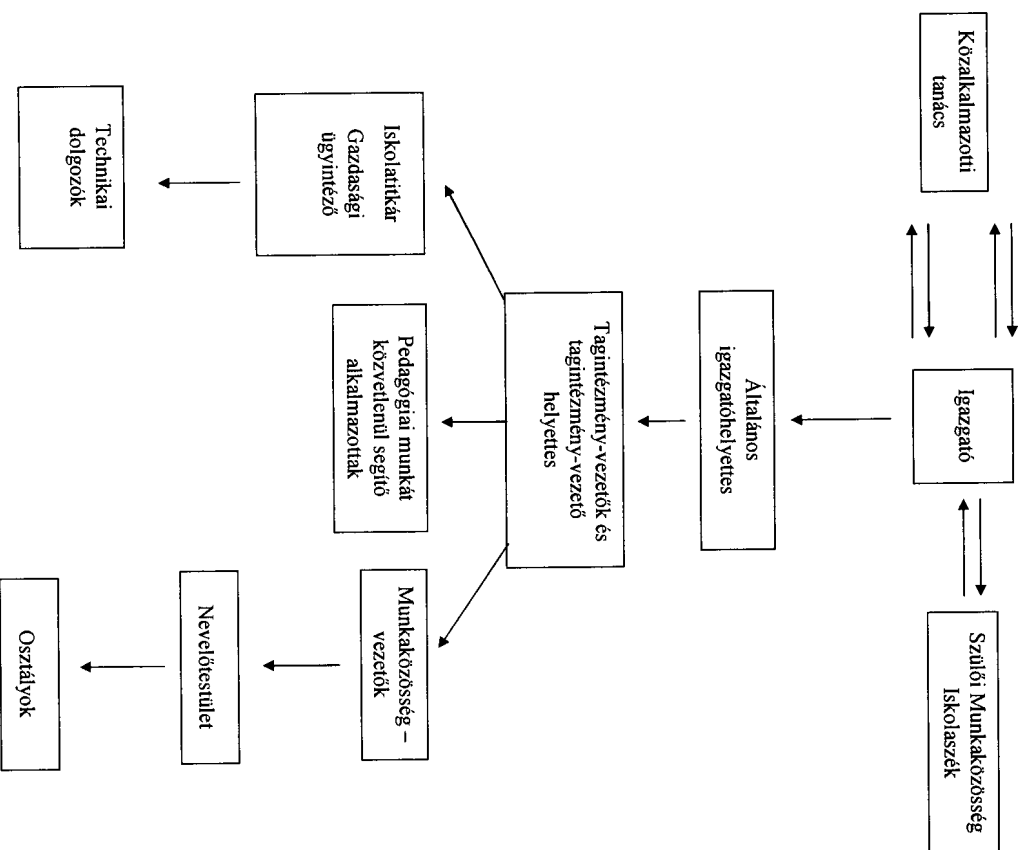 Közalkalmazotti
tanács
Igazgató
Szülői Munkaközösség
Iskolaszék
Általános
igazgatóhelyettes
Tagintézmény-vezetők és
tagintézmény-vezető
helyettes
Iskolatitkár
Gazdasági
ügyintéző
Pedagógiai munkát
közvetlenül segítő
alkalmazottak
Munkaközösség –
vezetők
Technikai
dolgozók
Nevelőtestület
Osztályok